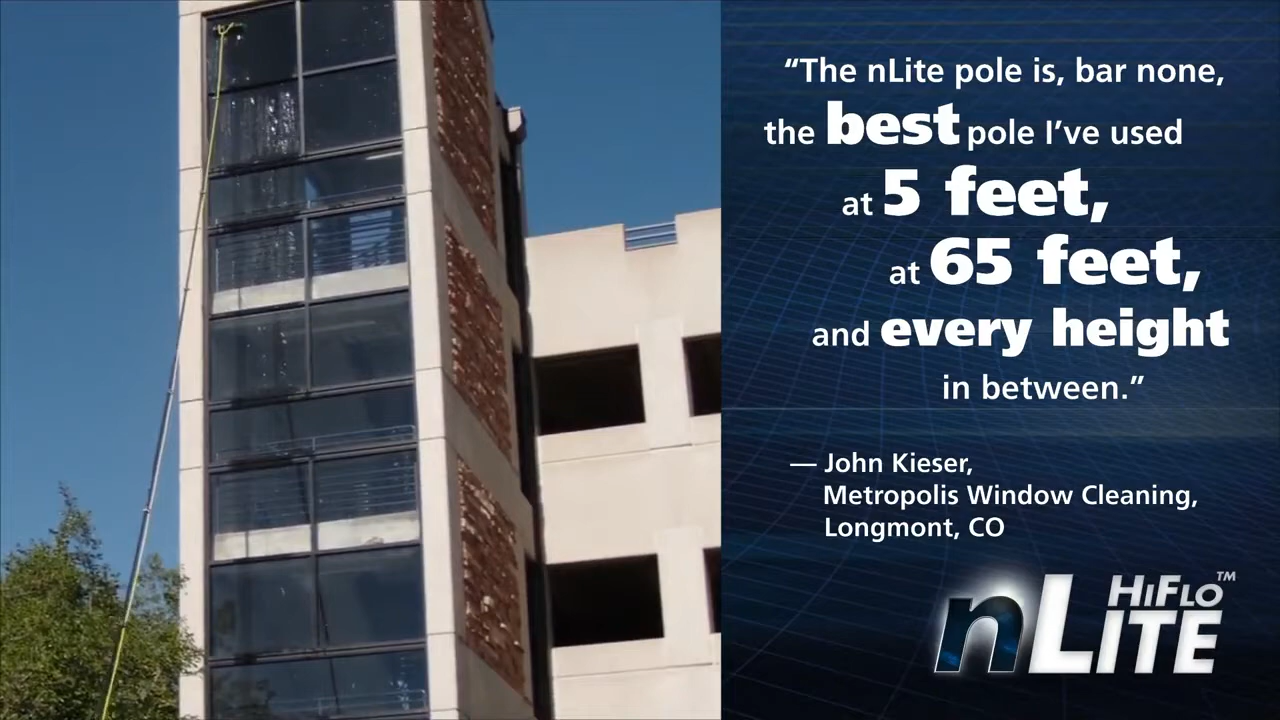 “The nLite pole is, bar none,
the best pole I’ve used
at 5 feet,
at 65 feet,
and every height
in between.”
— John Kieser,
Metropolis Window Cleaning,
Longmont, CO
nLITE HIFLO™